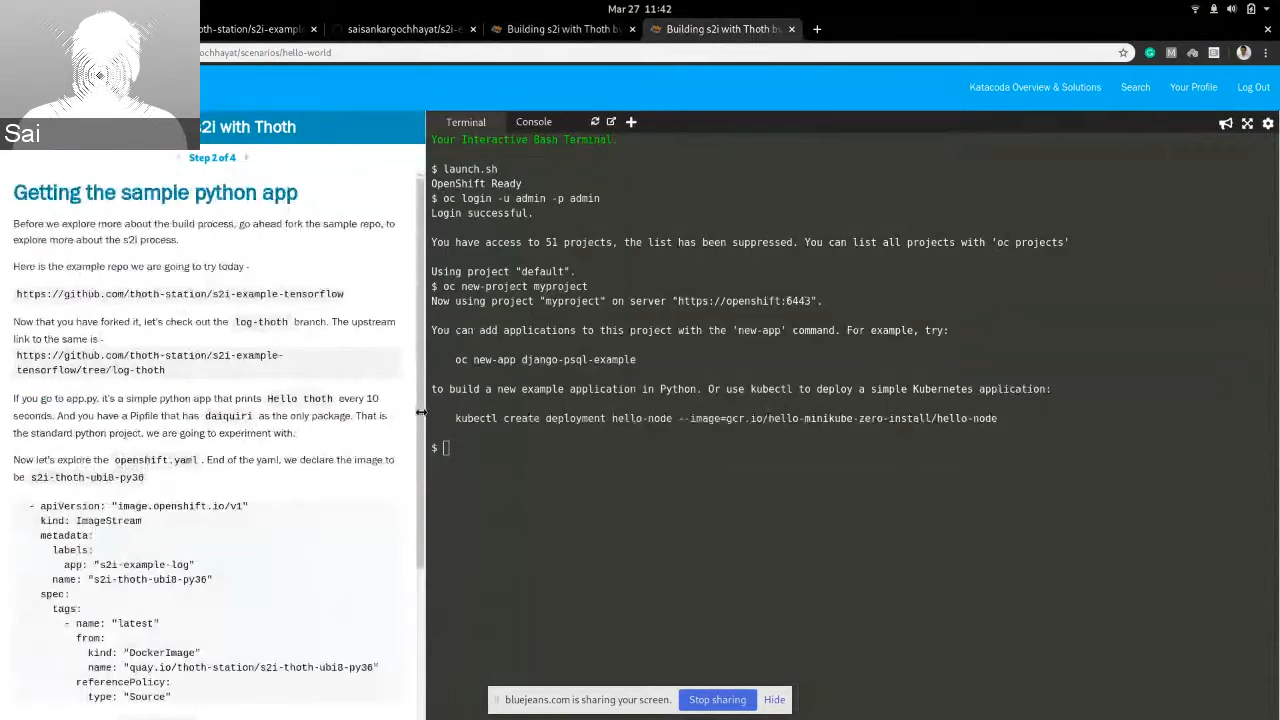 Mar 27 11:42
oth-station/s2i-exampl
saisankargochhayat/s2i-e
Building s2i with Thoth by
Building s2i with Thoth by
ochhayat/scenarios/hello-world
Katacoda Overview & Solutions
Search
Your Profile
Log Out
Sai
s2i with Thoth
Step 2 of 4
Getting the sample python app
Before we explore more about the build process, go ahead fork the sample repo, to
explore more about the s2i process.
Here is the example repo we are going to try today -
https://github.com/thoth-station/s2i-example-tensorflow
Now that you have forked it, let's check out the log-thoth branch. The upstream
link to the same is -
https://github.com/thoth-station/s2i-example-
tensorflow/tree/log-thoth
If you go to app.py, it's a simple python app that prints Hello thoth every 10
seconds. And you have a Pipfile that has daiquiri as the only package. That is
the standard python project, we are going to experiment with.
Now let's explore the openshift.yaml. End of the yaml, we declare the image to
be s2i-thoth-ubi8-py36
- apiVersion: "image.openshift.io/v1"
kind: ImageStream
metadata:
labels:
app: "s2i-example-log"
name: "s2i-thoth-ubi8-py36"
spec:
tags:
- name: "latest"
from:
kind: "DockerImage"
name: "quay.io/thoth-station/s2i-thoth-ubi8-py36"
referencePolicy:
type: "Source"
Terminal
Console
Your Interactive Bash Terminal.
$ launch.sh
OpenShift Ready
$ oc login -u admin -p admin
Login successful.
You have access to 51 projects, the list has been suppressed. You can list all projects with 'oc projects'
Using project "default".
$ oc new-project myproject
Now using project "myproject" on server "https://openshift:6443".
You can add applications to this project with the 'new-app' command. For example, try:
oc new-app django-psql-example
to build a new example application in Python. Or use kubectl to deploy a simple Kubernetes application:
kubectl create deployment hello-node --image=gcr.io/hello-minikube-zero-install/hello-node
$
bluejeans.com is sharing your screen.
Stop sharing
Hide